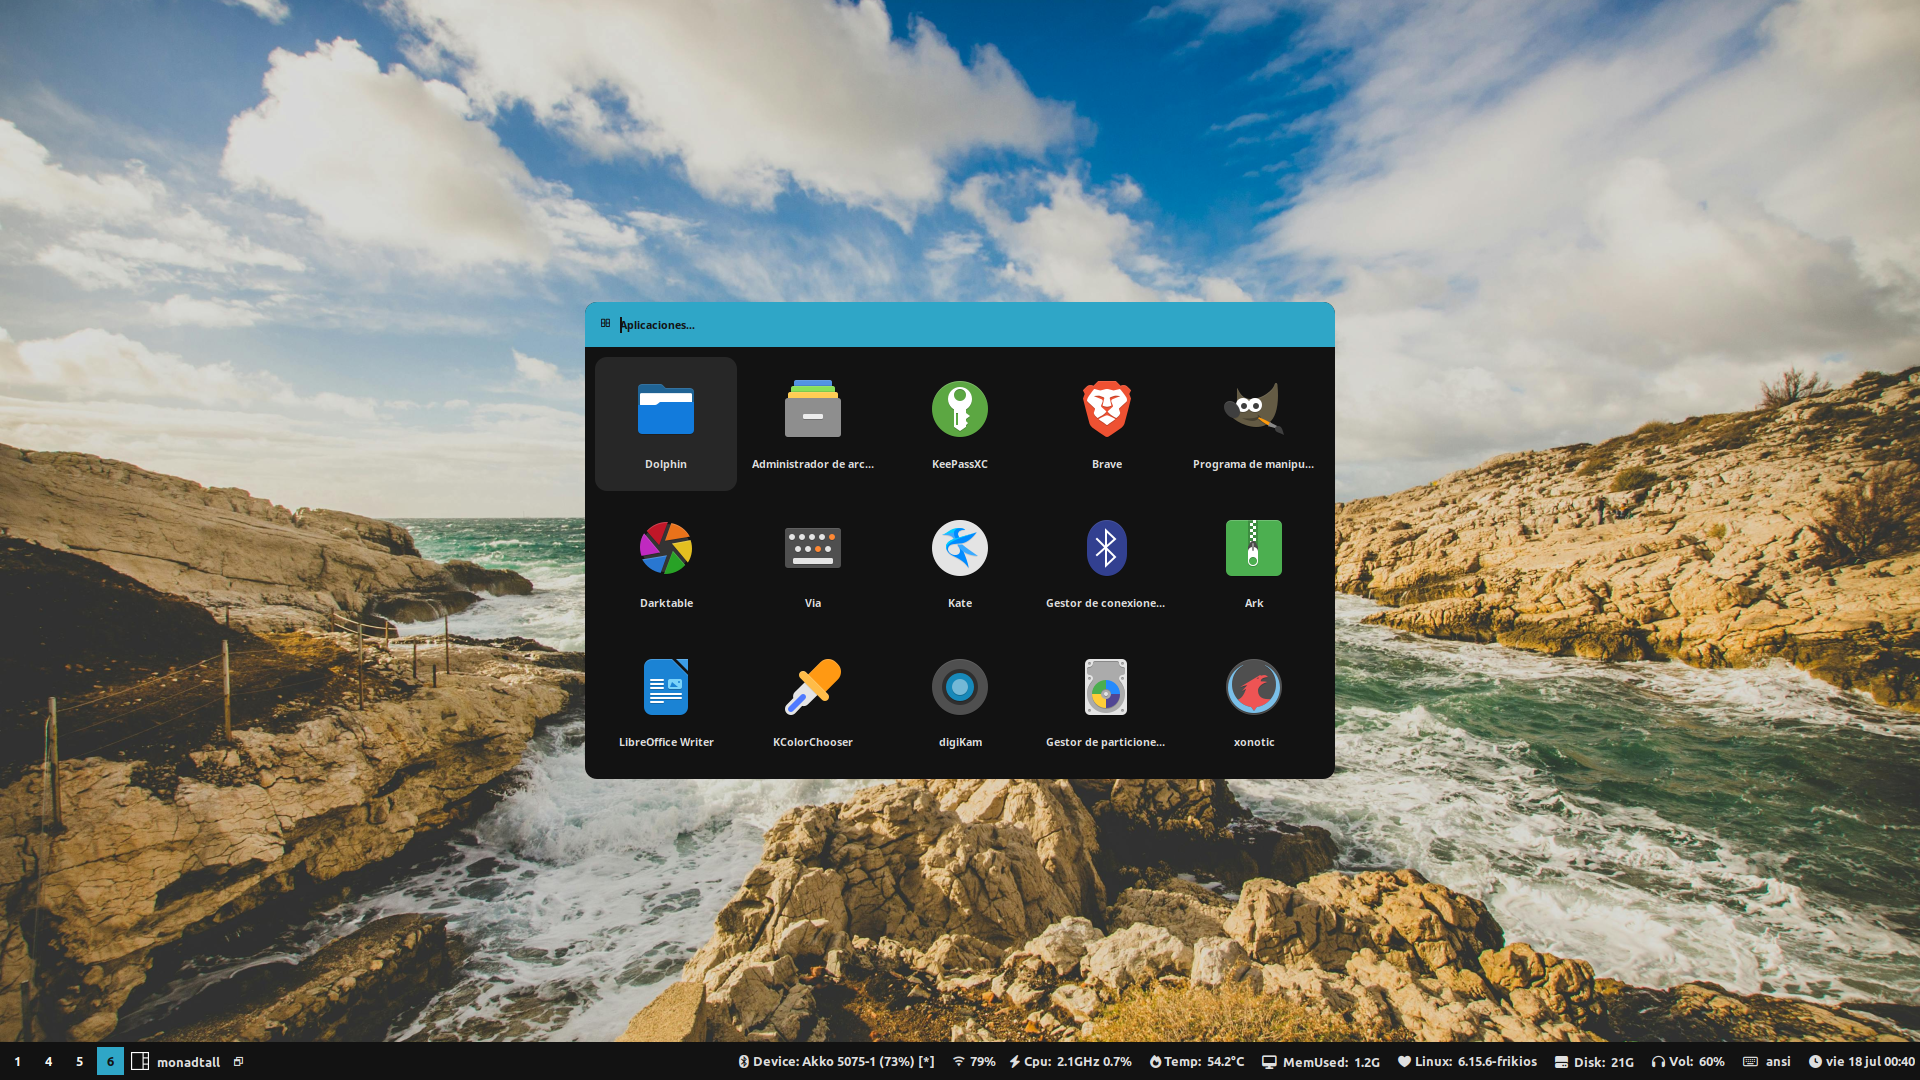 Aplicaciones...
Dolphin
Administrador de arc...
KeePassXC
Brave
Programa de manipu...
Darktable
Via
Kate
Gestor de conexione...
Ark
LibreOffice Writer
KColorChooser
digiKam
Gestor de particione...
xonotic
1 4 5 6 monadtall Device: Akko 5075-1 (73%) [*] 79% Cpu: 2.1GHz 0.7% Temp: 54.2°C MemUsed: 1.2G Linux: 6.15.6-frikios Disk: 21G Vol: 60% ansi vie 18 jul 00:40